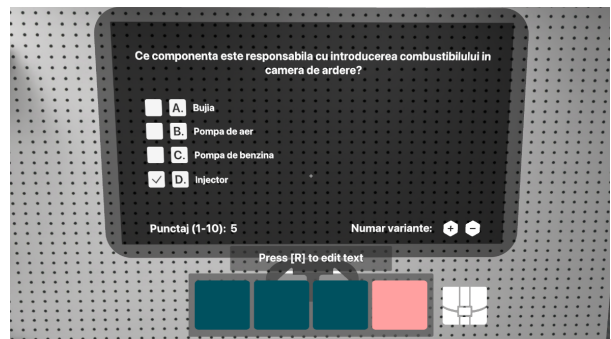 Ce componenta este responsabila cu introducerea combustibilului in
camera de ardere?
A. Bujia
B. Pompa de aer
C. Pompa de benzina
D. Injector
Punctaj (1-10): 5 Numar variante: + -
Press [R] to edit text